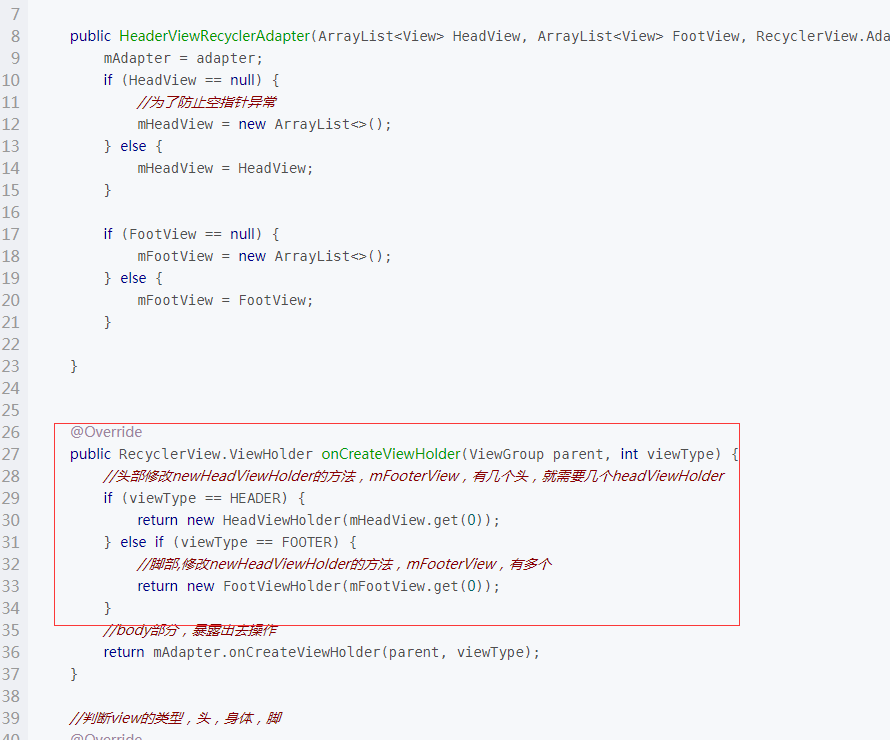 7
8 public HeaderViewRecyclerAdapter(ArrayList<View> HeadView, ArrayList<View> FootView, RecyclerView.Ada
9 mAdapter = adapter;
10 if (HeadView == null) {
11 //为了防止空指针异常
12 mHeadView = new ArrayList<>();
13 } else {
14 mHeadView = HeadView;
15 }
16
17 if (FootView == null) {
18 mFootView = new ArrayList<>();
19 } else {
20 mFootView = FootView;
21 }
22
23 }
24
25
26 @Override
27 public RecyclerView.ViewHolder onCreateViewHolder(ViewGroup parent, int viewType) {
28 //头部修改newHeadViewHolder的方法，mFooterView，有几个头，就需要几个headViewHolder
29 if (viewType == HEADER) {
30 return new HeadViewHolder(mHeadView.get(0));
31 } else if (viewType == FOOTER) {
32 //脚部,修改newHeadViewHolder的方法，mFooterView，有多个
33 return new FootViewHolder(mFootView.get(0));
34 }
35 //body部分，暴露出去操作
36 return mAdapter.onCreateViewHolder(parent, viewType);
37 }
38
39 //判断view的类型，头，身体，脚
40 @Override